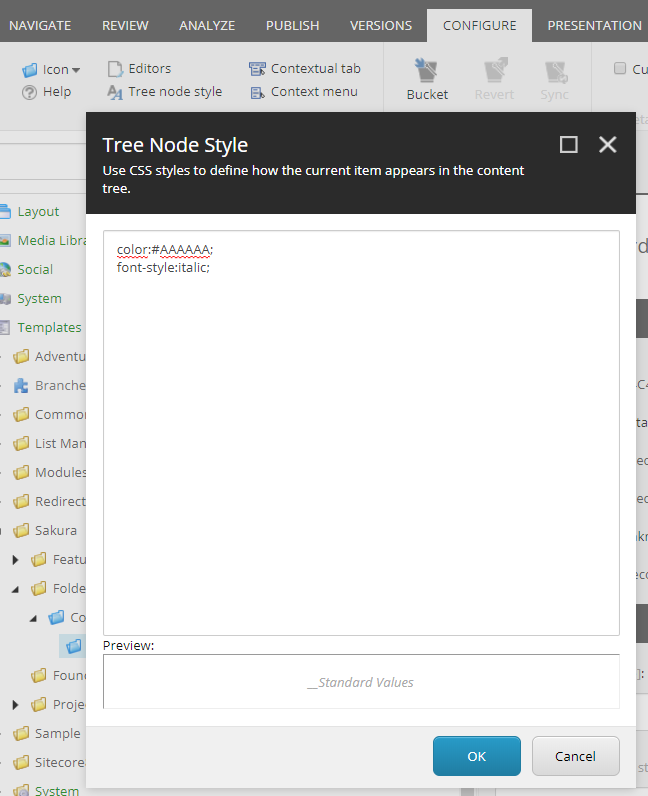 NAVIGATE REVIEW ANALYZE PUBLISH VERSIONS CONFIGURE PRESENTATION
Icon Editors Contextual tab
Help Tree node style Context menu
Bucket Revert Sync
Tree Node Style
Use CSS styles to define how the current item appears in the content
tree.
color:#AAAAAA;
font-style:italic;
Layout
Media Libra
Social
System
Templates
Adventu
Branche
Common
List Man
Modules
Redirect
Sakura
Featu
Folde
Co
Foun
Projec
Sample
Sitecore
System
Preview:
__Standard Values
OK Cancel